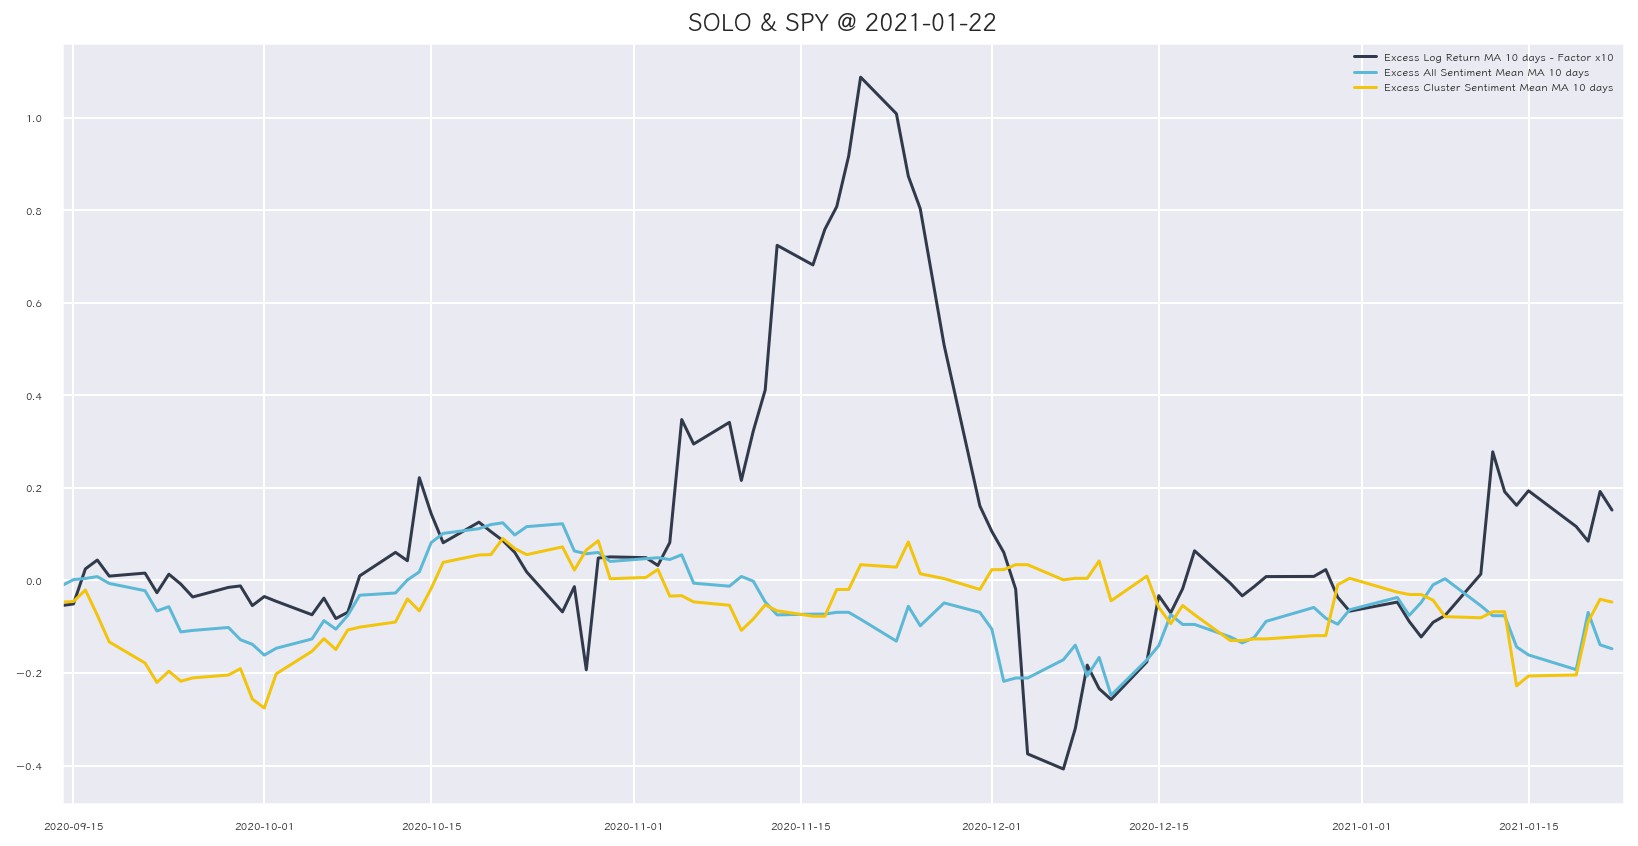 SOLO & SPY @ 2021-01-22
Excess Log Return MA 10 days - Factor x10
Excess All Sentiment Mean MA 10 days
Excess Cluster Sentiment Mean MA 10 days
1.0
0.8
0.6
0.4
0.2
0.0
−0.2
−0.4
2020-09-15 2020-10-01 2020-10-15 2020-11-01 2020-11-15 2020-12-01 2020-12-15 2021-01-01 2021-01-15